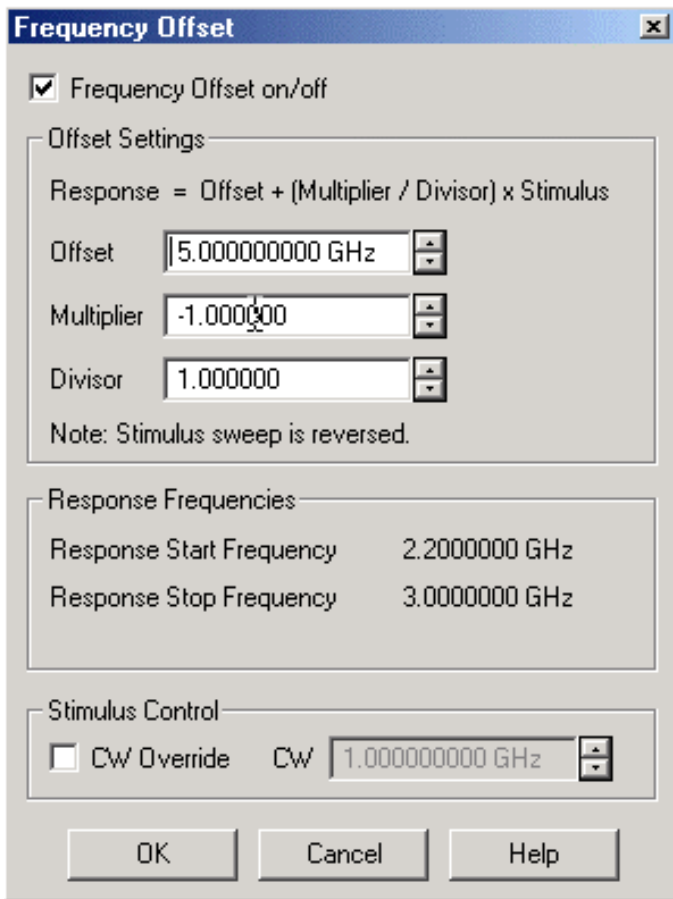 Frequency Offset
Frequency Offset on/off
Offset Settings
Response = Offset + (Multiplier / Divisor) x Stimulus
Offset 5.000000000 GHz
Multiplier -1.000000
Divisor 1.000000
Note: Stimulus sweep is reversed.
Response Frequencies
Response Start Frequency 2.2000000 GHz
Response Stop Frequency 3.0000000 GHz
Stimulus Control
CW Override CW 1.000000000 GHz
OK Cancel Help